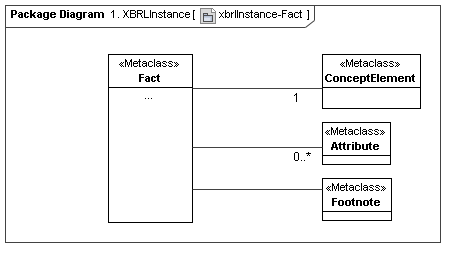 Package Diagram 1. XBRLInstance [ xbrlInstance-Fact ]
«Metaclass»
Fact
...
«Metaclass»
ConceptElement
1
«Metaclass»
Attribute
0..*
«Metaclass»
Footnote